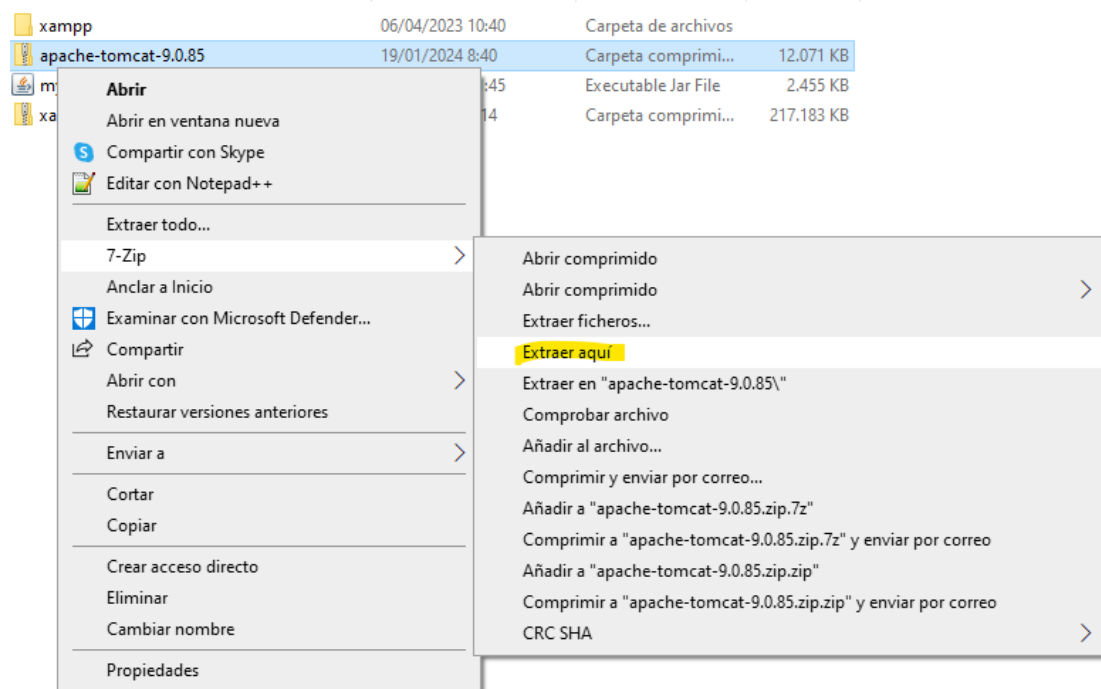 xampp 06/04/2023 10:40 Carpeta de archivos
apache-tomcat-9.0.85 19/01/2024 8:40 Carpeta comprimi... 12.071 KB
:45 Executable Jar File 2.455 KB
xa 14 Carpeta comprimi... 217.183 KB
Abrir
Abrir en ventana nueva
Compartir con Skype
Editar con Notepad++
Extraer todo...
7-Zip
Anclar a Inicio
Examinar con Microsoft Defender...
Compartir
Abrir con
Restaurar versiones anteriores
Enviar a
Cortar
Copiar
Crear acceso directo
Eliminar
Cambiar nombre
Propiedades
Abrir comprimido
Abrir comprimido
Extraer ficheros...
Extraer aquí
Extraer en "apache-tomcat-9.0.85\"
Comprobar archivo
Añadir al archivo...
Comprimir y enviar por correo...
Añadir a "apache-tomcat-9.0.85.zip.7z"
Comprimir a "apache-tomcat-9.0.85.zip.7z" y enviar por correo
Añadir a "apache-tomcat-9.0.85.zip.zip"
Comprimir a "apache-tomcat-9.0.85.zip.zip" y enviar por correo
CRC SHA